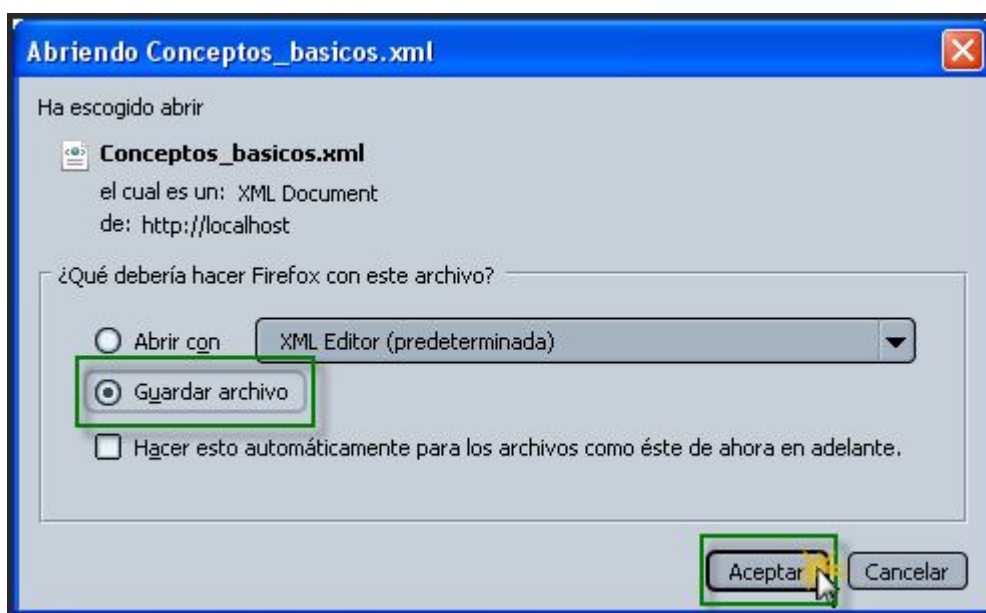 Abriendo Conceptos_basicos.xml
Ha escogido abrir
Conceptos_basicos.xml
el cual es un: XML Document
de: http://localhost
¿Qué debería hacer Firefox con este archivo?
Abrir con XML Editor (predeterminada)
Guardar archivo
Hacer esto automáticamente para los archivos como éste de ahora en adelante.
Aceptar Cancelar